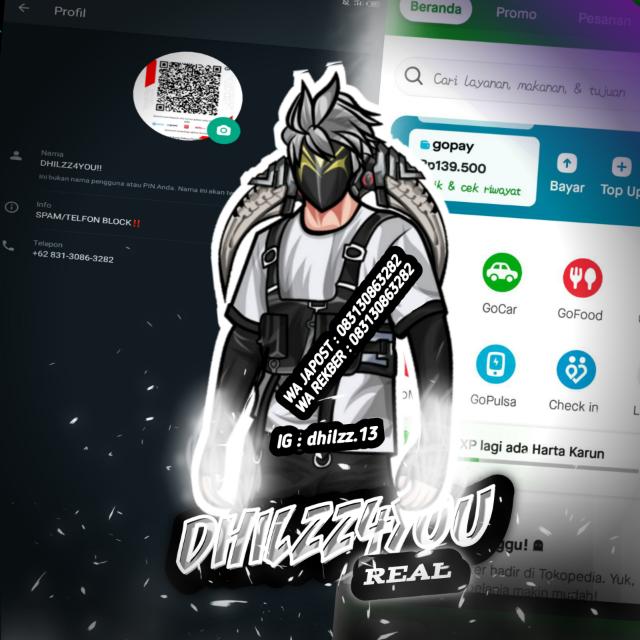 Profil
Nama
DHILZZ4YOU!!
Ini bukan nama pengguna atau PIN Anda. Nama ini akan
Info
SPAM/TELFON BLOCK‼️
Telepon
+62 831-3086-3282
Beranda Promo Pesanan
Cari layanan, makanan, & tujuan
gopay
Rp139.500
& cek riwayat
Bayar Top Up
GoCar GoFood
GoPulsa Check in
XP lagi ada Harta Karun
WA JAPOST : 083130863282
WA REKBER : 083130863282
IG : dhilzz.13
DHILZZ4YOU
REAL
hadir di Tokopedia. Yuk,
makin mudah!